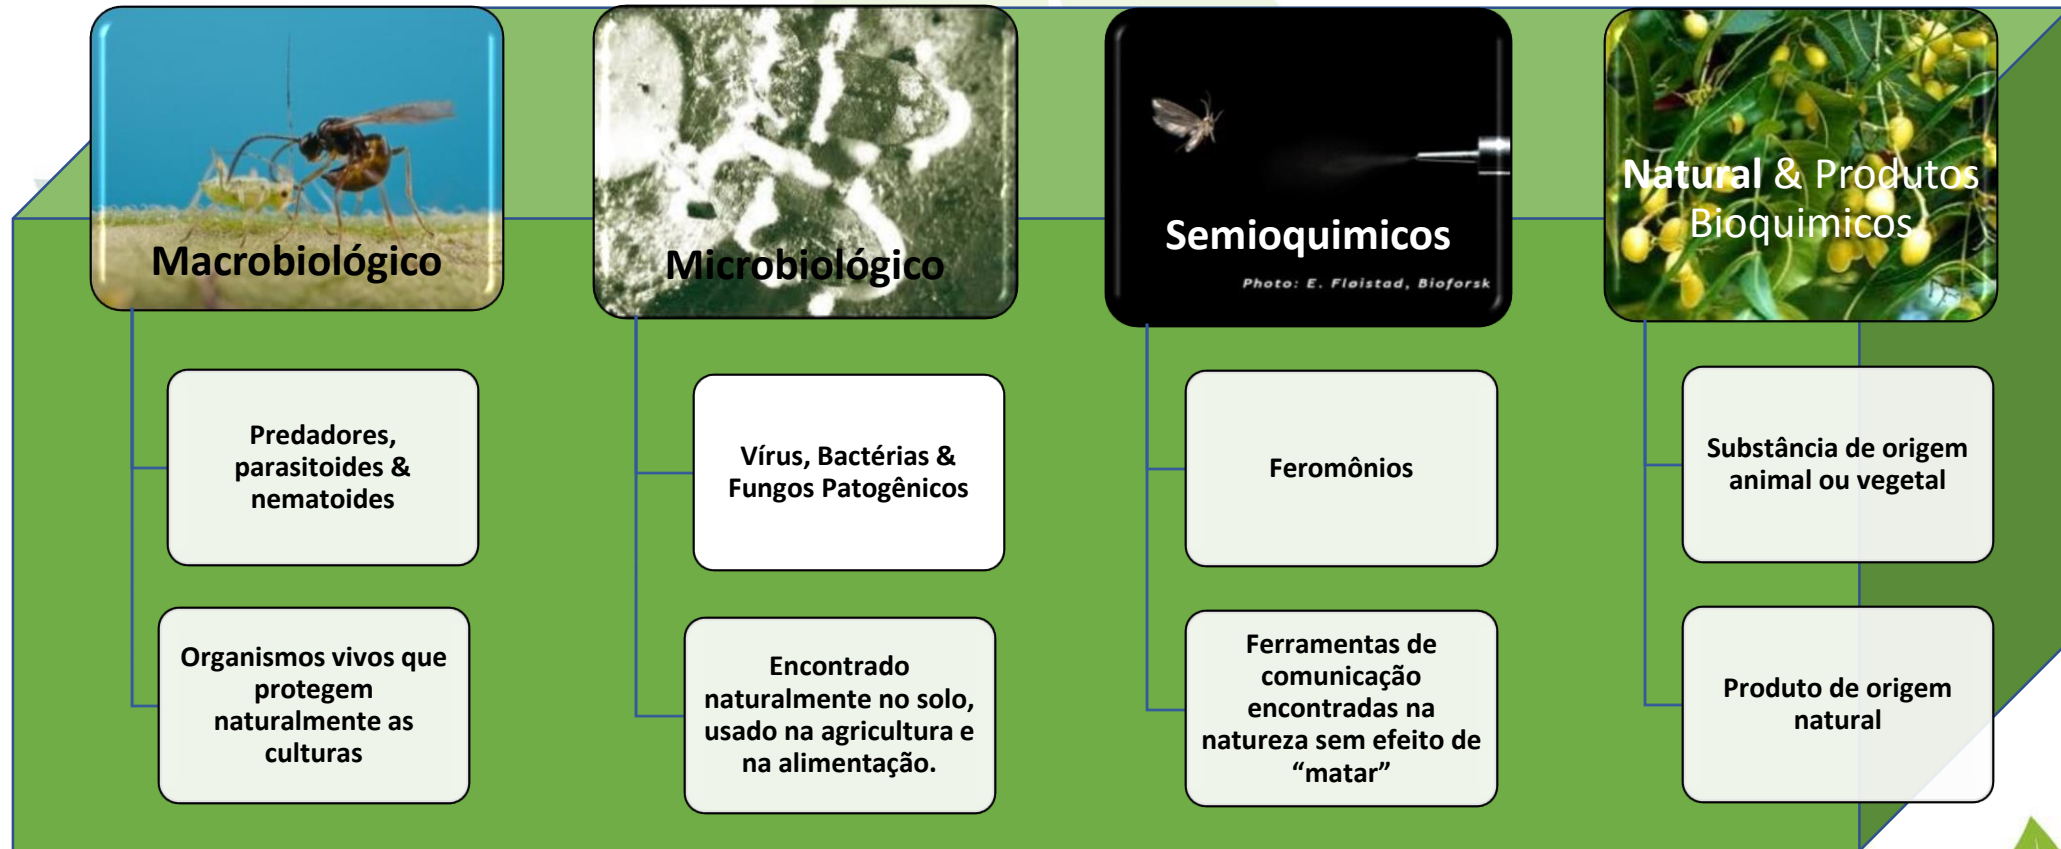 Macrobiológico
Predadores,
parasitoides &
nematoides
Organismos vivos que
protegem
naturalmente as
culturas
Microbiológico
Vírus, Bactérias &
Fungos Patogênicos
Encontrado
naturalmente no solo,
usado na agricultura e
na alimentação.
Semioquimicos
Photo: E. Fløistad, Bioforsk
Feromônios
Ferramentas de
comunicação
encontradas na
natureza sem efeito de
“matar”
Natural & Produtos
Bioquimicos
Substância de origem
animal ou vegetal
Produto de origem
natural